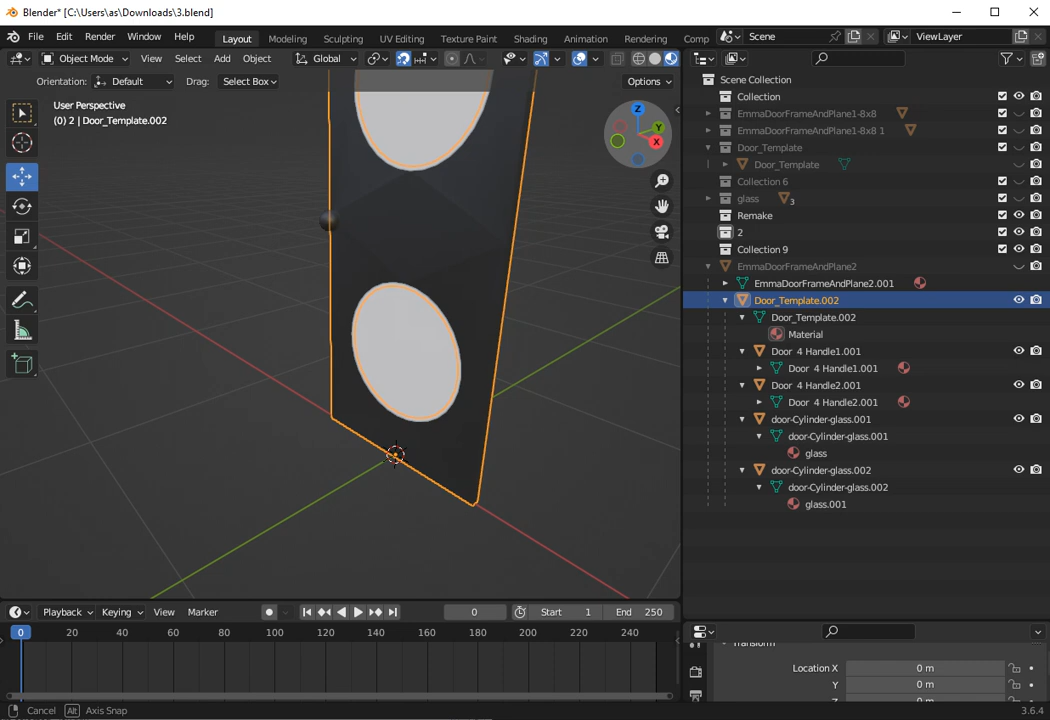 Blender* [C:\Users\as\Downloads\3.blend]
File Edit Render Window Help Layout Modeling Sculpting UV Editing Texture Paint Shading Animation Rendering Comp Scene ViewLayer
Object Mode View Select Add Object Global
Orientation: Default Drag: Select Box Options
User Perspective
(0) 2 | Door_Template.002
Z
Y
X
Scene Collection
Collection
EmmaDoorFrameAndPlane1-8x8
EmmaDoorFrameAndPlane1-8x8 1
Door_Template
Door_Template
Collection 6
glass 3
Remake
2
Collection 9
EmmaDoorFrameAndPlane2
EmmaDoorFrameAndPlane2.001
Door_Template.002
Door_Template.002
Material
Door 4 Handle1.001
Door 4 Handle1.001
Door 4 Handle2.001
Door 4 Handle2.001
door-Cylinder-glass.001
door-Cylinder-glass.001
glass
door-Cylinder-glass.002
door-Cylinder-glass.002
glass.001
Playback Keying View Marker 0 Start 1 End 250
0 20 40 60 80 100 120 140 160 180 200 220 240
Transform
Location X 0 m
Y 0 m
Cancel Alt Axis Snap
3.6.4